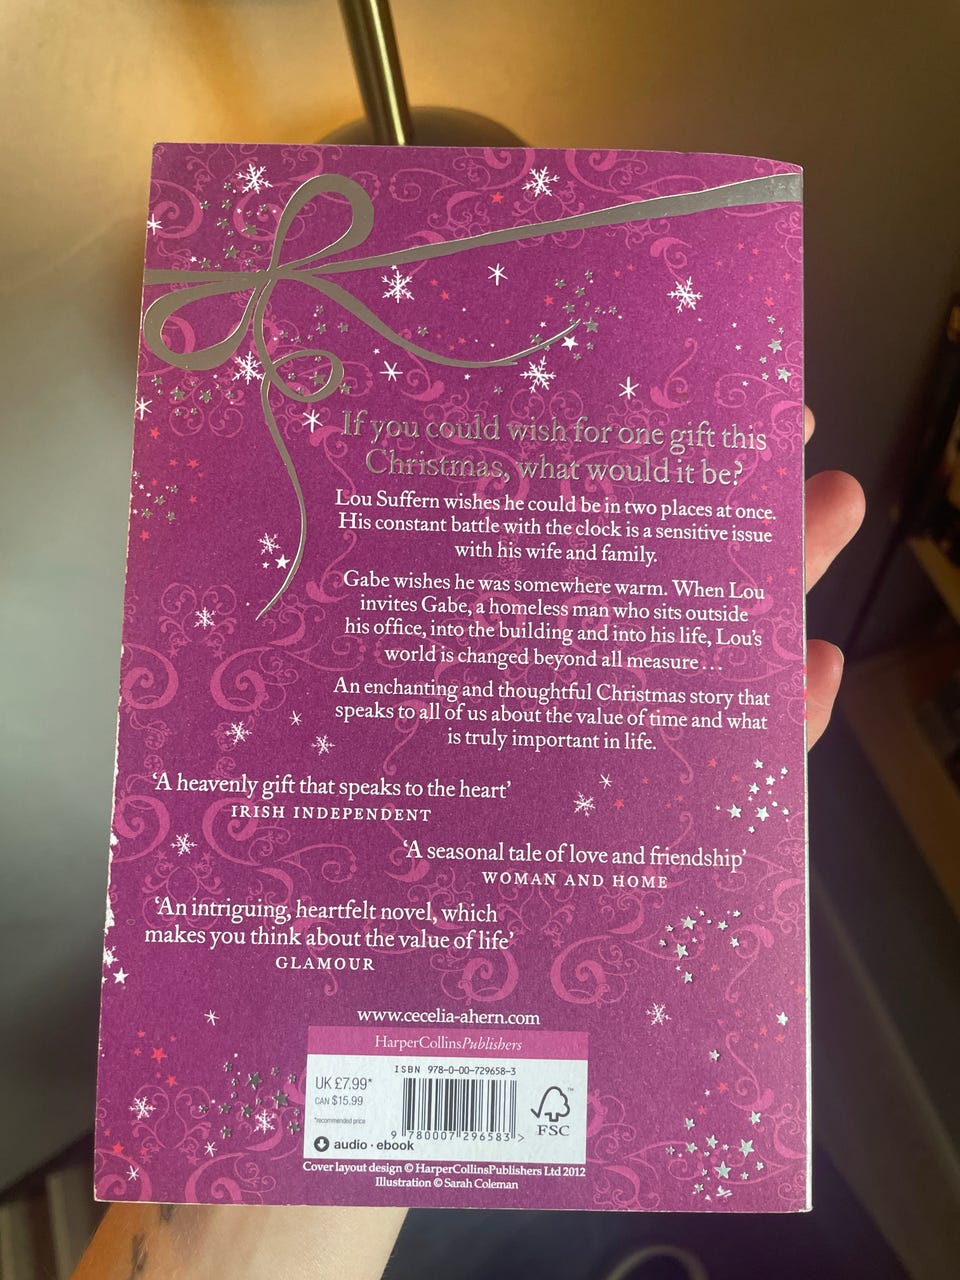 If you could wish for one gift this
Christmas, what would it be?
Lou Suffern wishes he could be in two places at once.
His constant battle with the clock is a sensitive issue
with his wife and family.
Gabe wishes he was somewhere warm. When Lou
invites Gabe, a homeless man who sits outside
his office, into the building and into his life, Lou's
world is changed beyond all measure…
An enchanting and thoughtful Christmas story that
speaks to all of us about the value of time and what
is truly important in life.
‘A heavenly gift that speaks to the heart’
IRISH INDEPENDENT
‘A seasonal tale of love and friendship’
WOMAN AND HOME
‘An intriguing, heartfelt novel, which
makes you think about the value of life’
GLAMOUR
www.cecelia-ahern.com
HarperCollinsPublishers
ISBN 978-0-00-729658-3
UK £7.99*
CAN $15.99
*recommended price
9 780007 296583 >
FSC™
audio · ebook
Cover layout design © HarperCollinsPublishers Ltd 2012
Illustration © Sarah Coleman